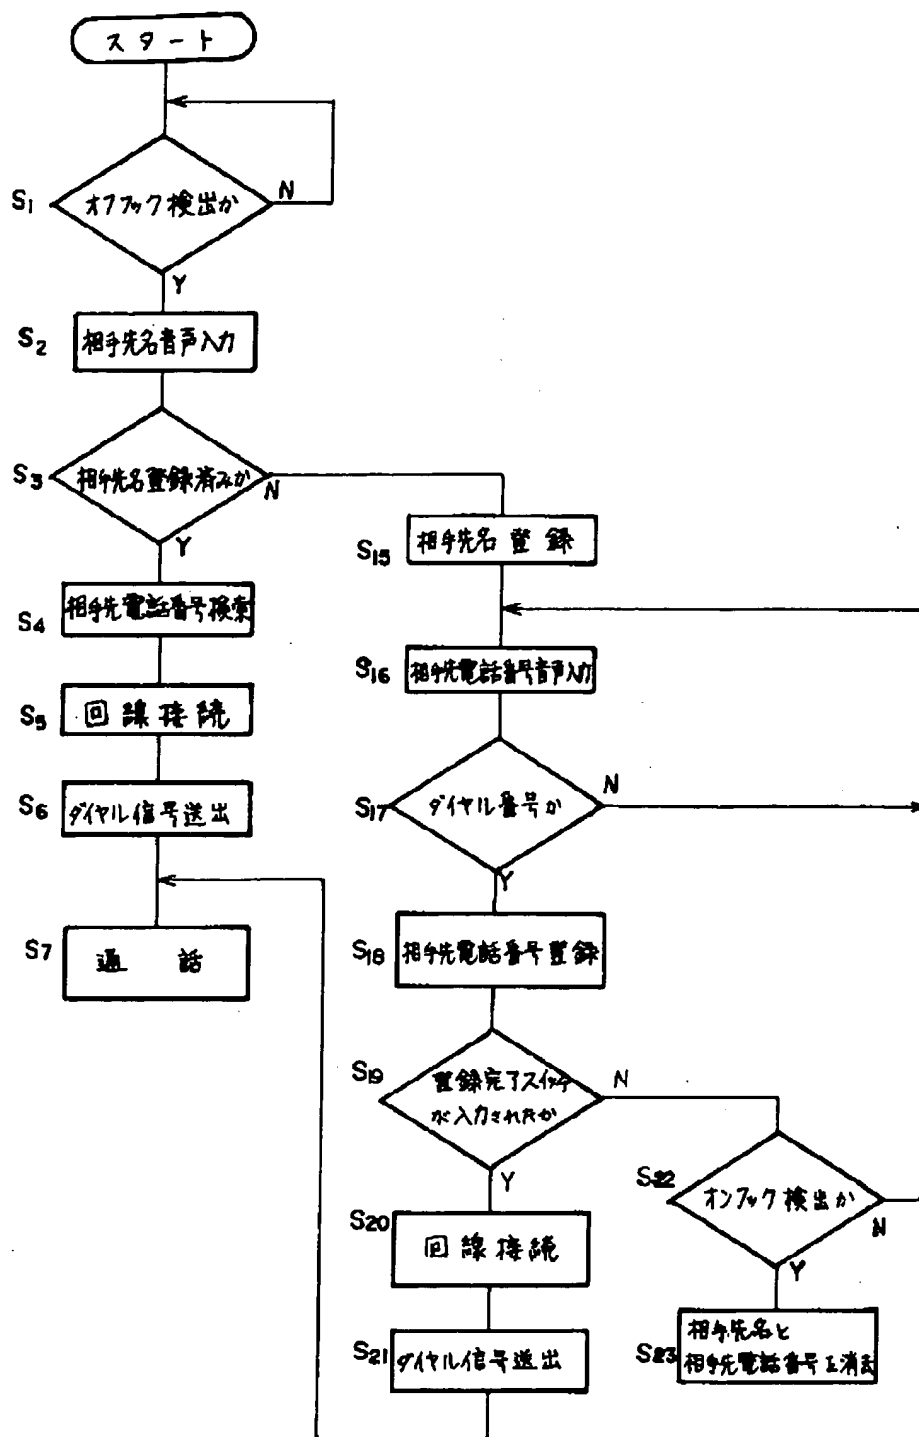 スタート
S1
オフフック検出か
N
Y
S2
相手先名音声入力
S3
相手先名登録済みか
N
Y
S4
相手先電話番号検索
S5
回線接続
S6
ダイヤル信号送出
S7
通話
S15
相手先名登録
S16
相手先電話番号音声入力
S17
ダイヤル番号か
N
Y
S18
相手先電話番号登録
S19
登録完了スイッチ
が入力されたか
N
Y
S20
回線接続
S21
ダイヤル信号送出
S22
オンフック検出か
N
Y
S23
相手先名と
相手先電話番号を消去